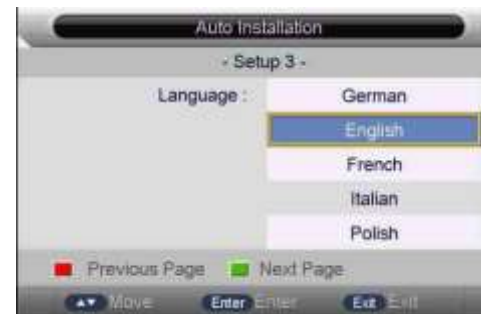 Auto Installation
- Setup 3 -
Language : German
English
French
Italian
Polish
Previous Page Next Page
Move Enter Enter Exit Exit